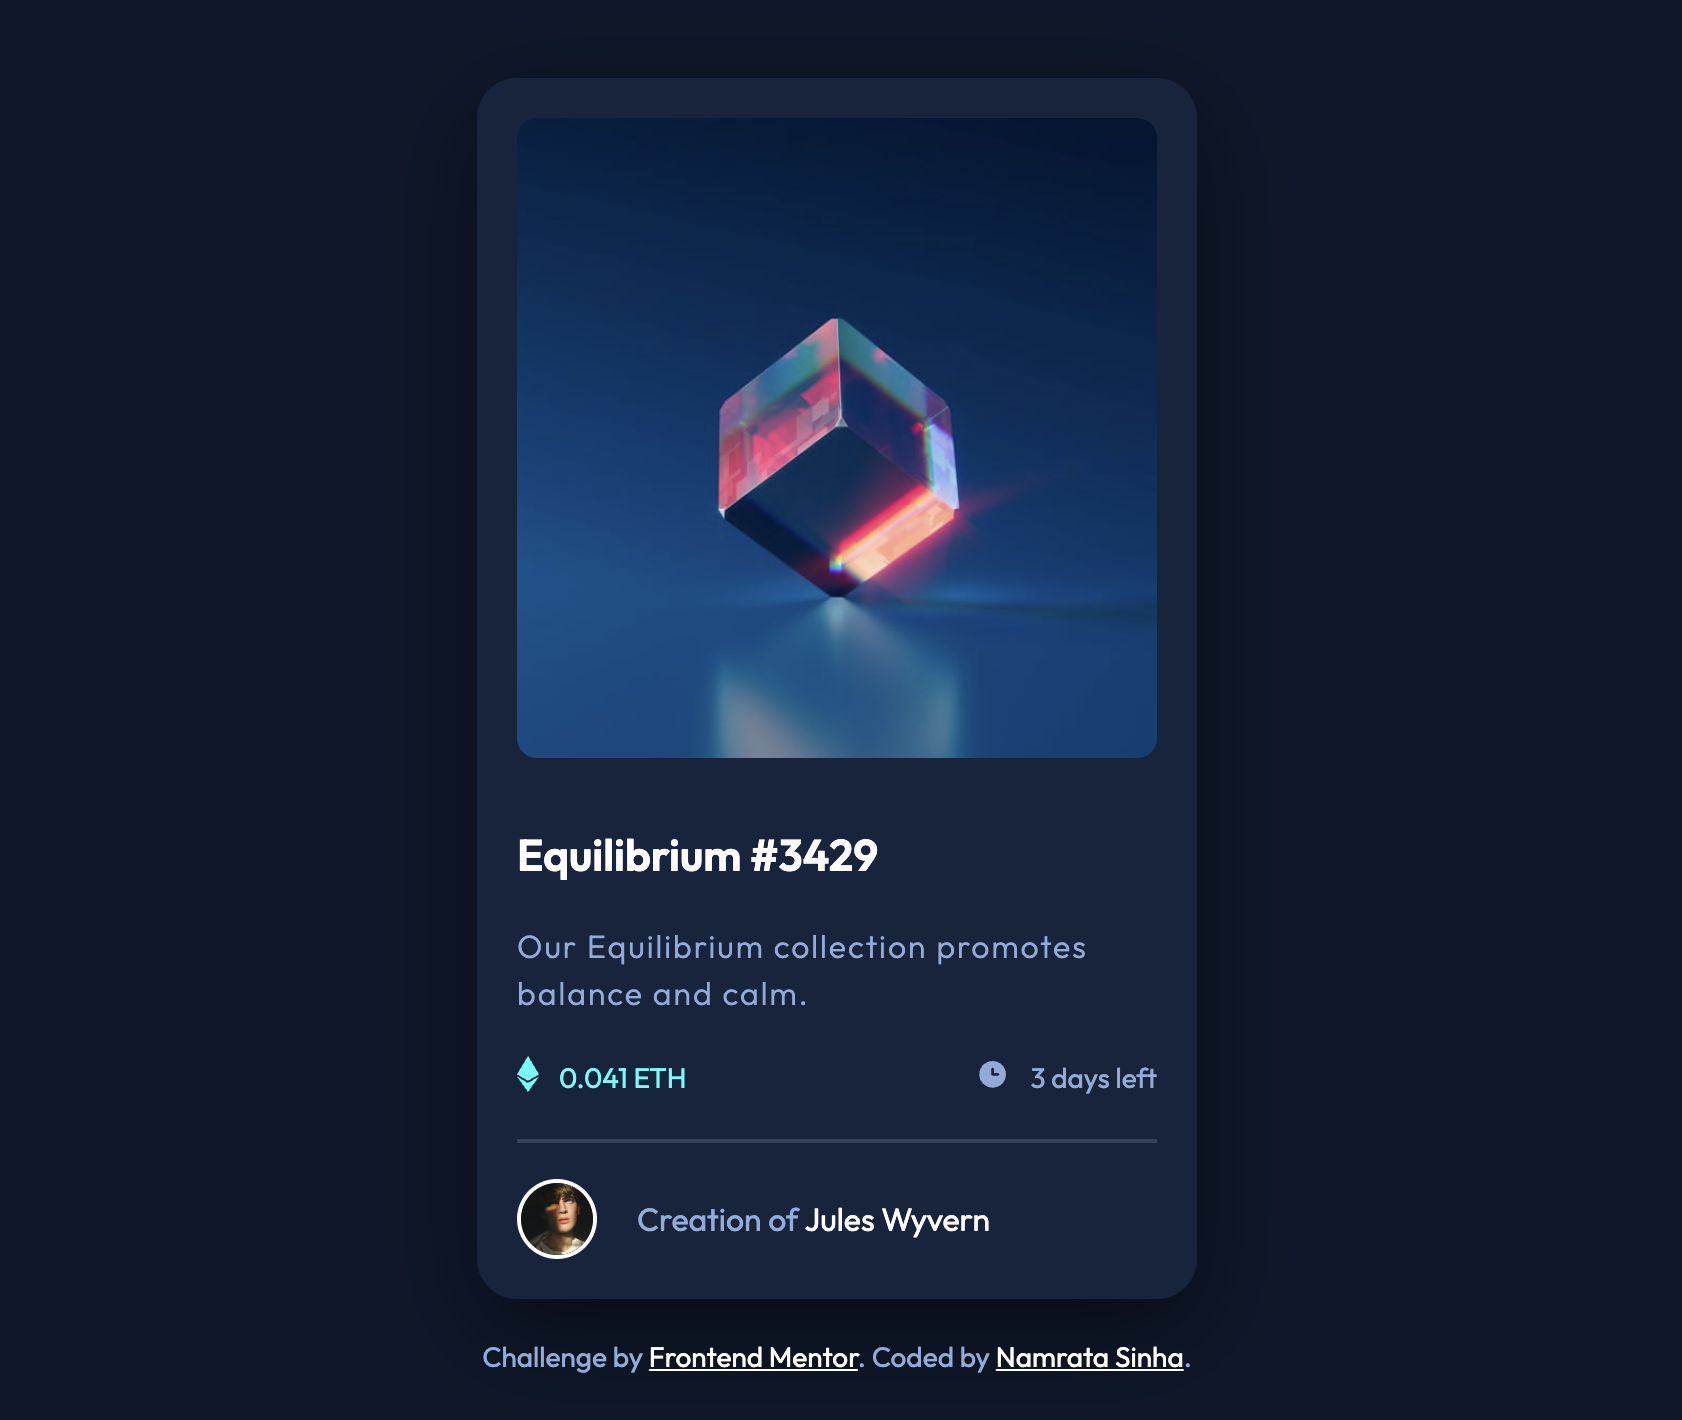 Equilibrium #3429
Our Equilibrium collection promotes
balance and calm.
0.041 ETH
3 days left
Creation of Jules Wyvern
Challenge by Frontend Mentor. Coded by Namrata Sinha.